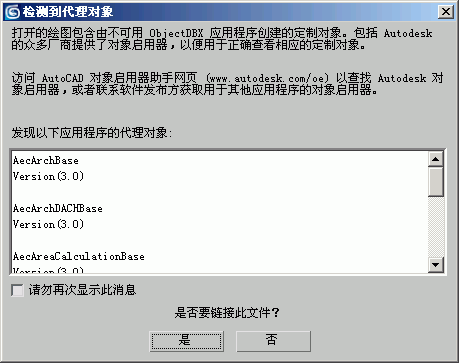 检测到代理对象
打开的绘图包含由不可用 ObjectDBX 应用程序创建的定制对象。包括 Autodesk
的众多厂商提供了对象启用器，以便用于正确查看相应的定制对象。
访问 AutoCAD 对象启用器助手网页 (www.autodesk.com/oe) 以查找 Autodesk 对
象启用器，或者联系软件发布方获取用于其他应用程序的对象启用器。
发现以下应用程序的代理对象:
AecArchBase
Version(3.0)
AecArchDACHBase
Version(3.0)
AecAreaCalculationBase
Version(3.0)
请勿再次显示此消息
是否要链接此文件?
是
否